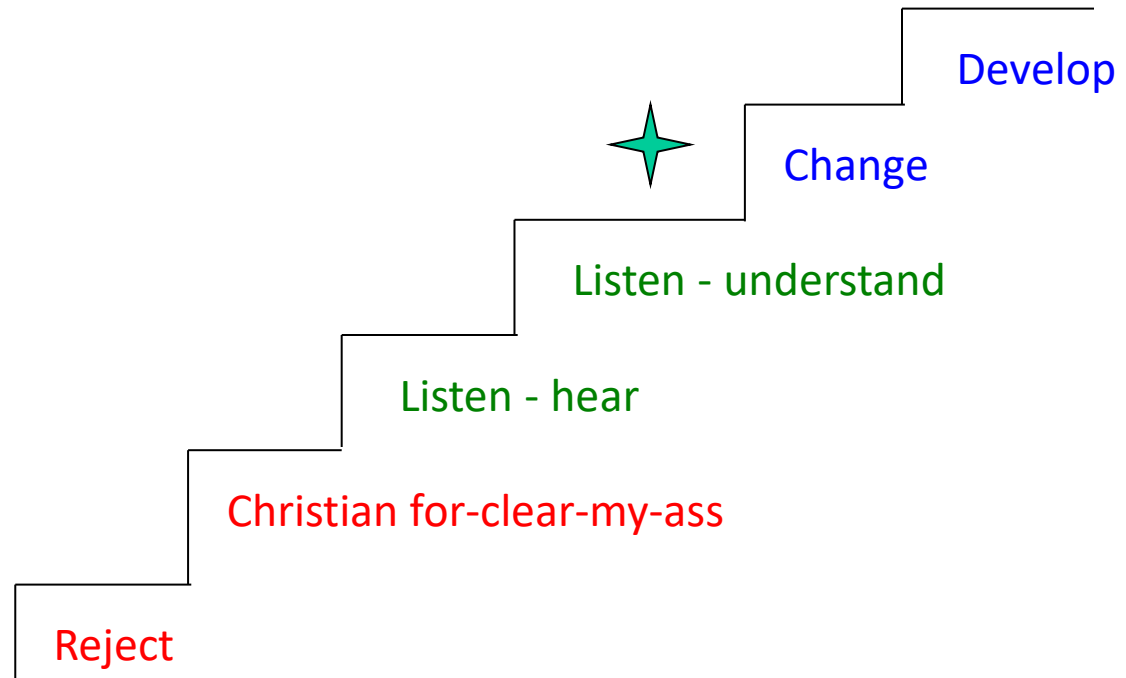 Develop
Change
Listen - understand
Listen - hear
Christian for-clear-my-ass
Reject